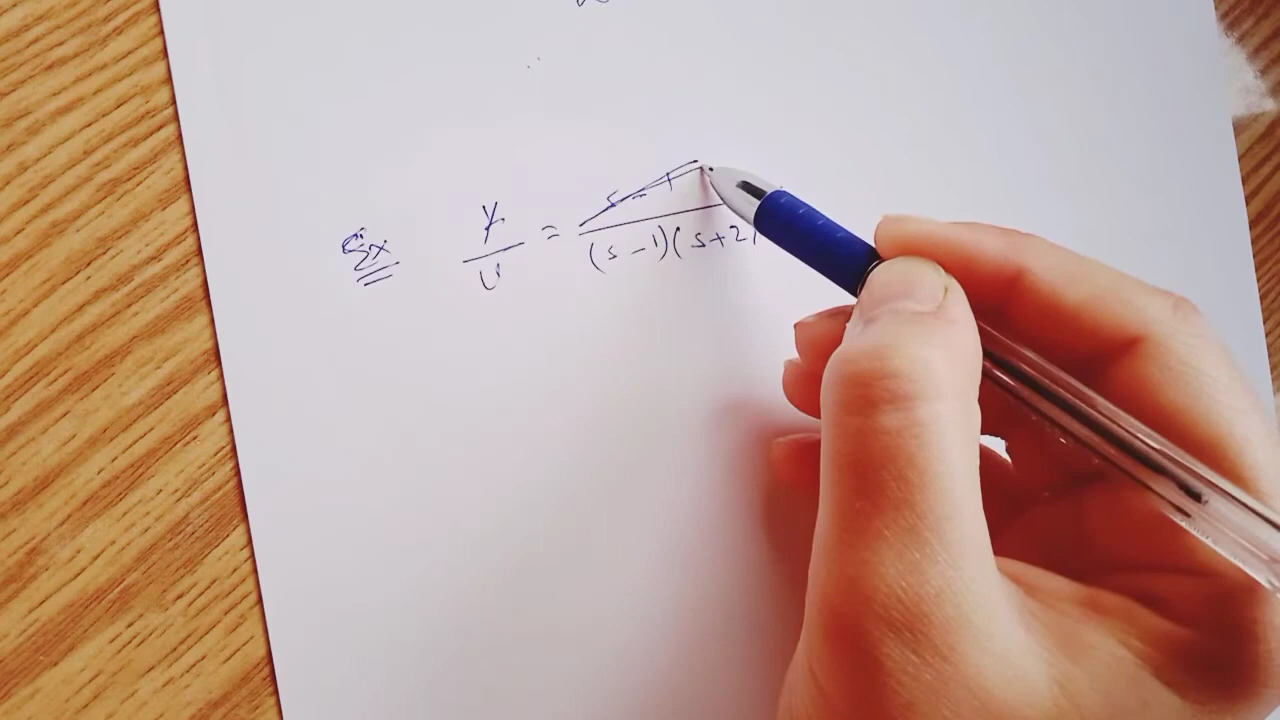 Ex Y/U = s-1/(s-1)(s+2)